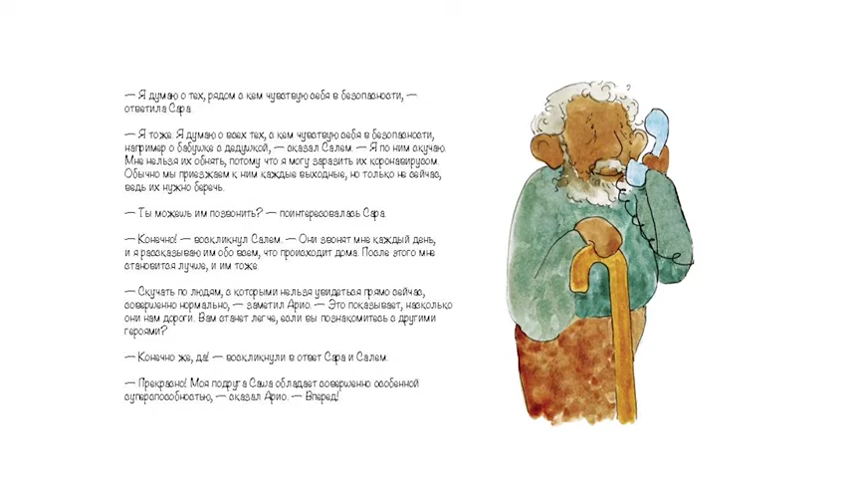 — Я думаю о тех, рядом с кем чувствую себя в безопасности, —
ответила Сара.
— Я тоже. Я думаю о всех тех, с кем чувствую себя в безопасности,
например о бабушке с дедушкой, — сказал Салем. — Я по ним скучаю.
Мне нельзя их обнять, потому что я могу заразить их коронавирусом.
Обычно мы приезжаем к ним каждые выходные, но только не сейчас,
ведь их нужно беречь.
— Ты можешь им позвонить? — поинтересовалась Сара.
— Конечно! — воскликнул Салем. — Они звонят мне каждый день,
и я рассказываю им обо всем, что происходит дома. После этого мне
становится лучше, и им тоже.
— Скучать по людям, с которыми нельзя увидеться прямо сейчас,
совершенно нормально, — заметил Арио. — Это показывает, насколько
они нам дороги. Вам станет легче, если вы познакомитесь с другими
героями?
— Конечно же, да! — воскликнули в ответ Сара и Салем.
— Прекрасно! Моя подруга Саша обладает совершенно особенной
суперспособностью, — сказал Арио. — Вперед!